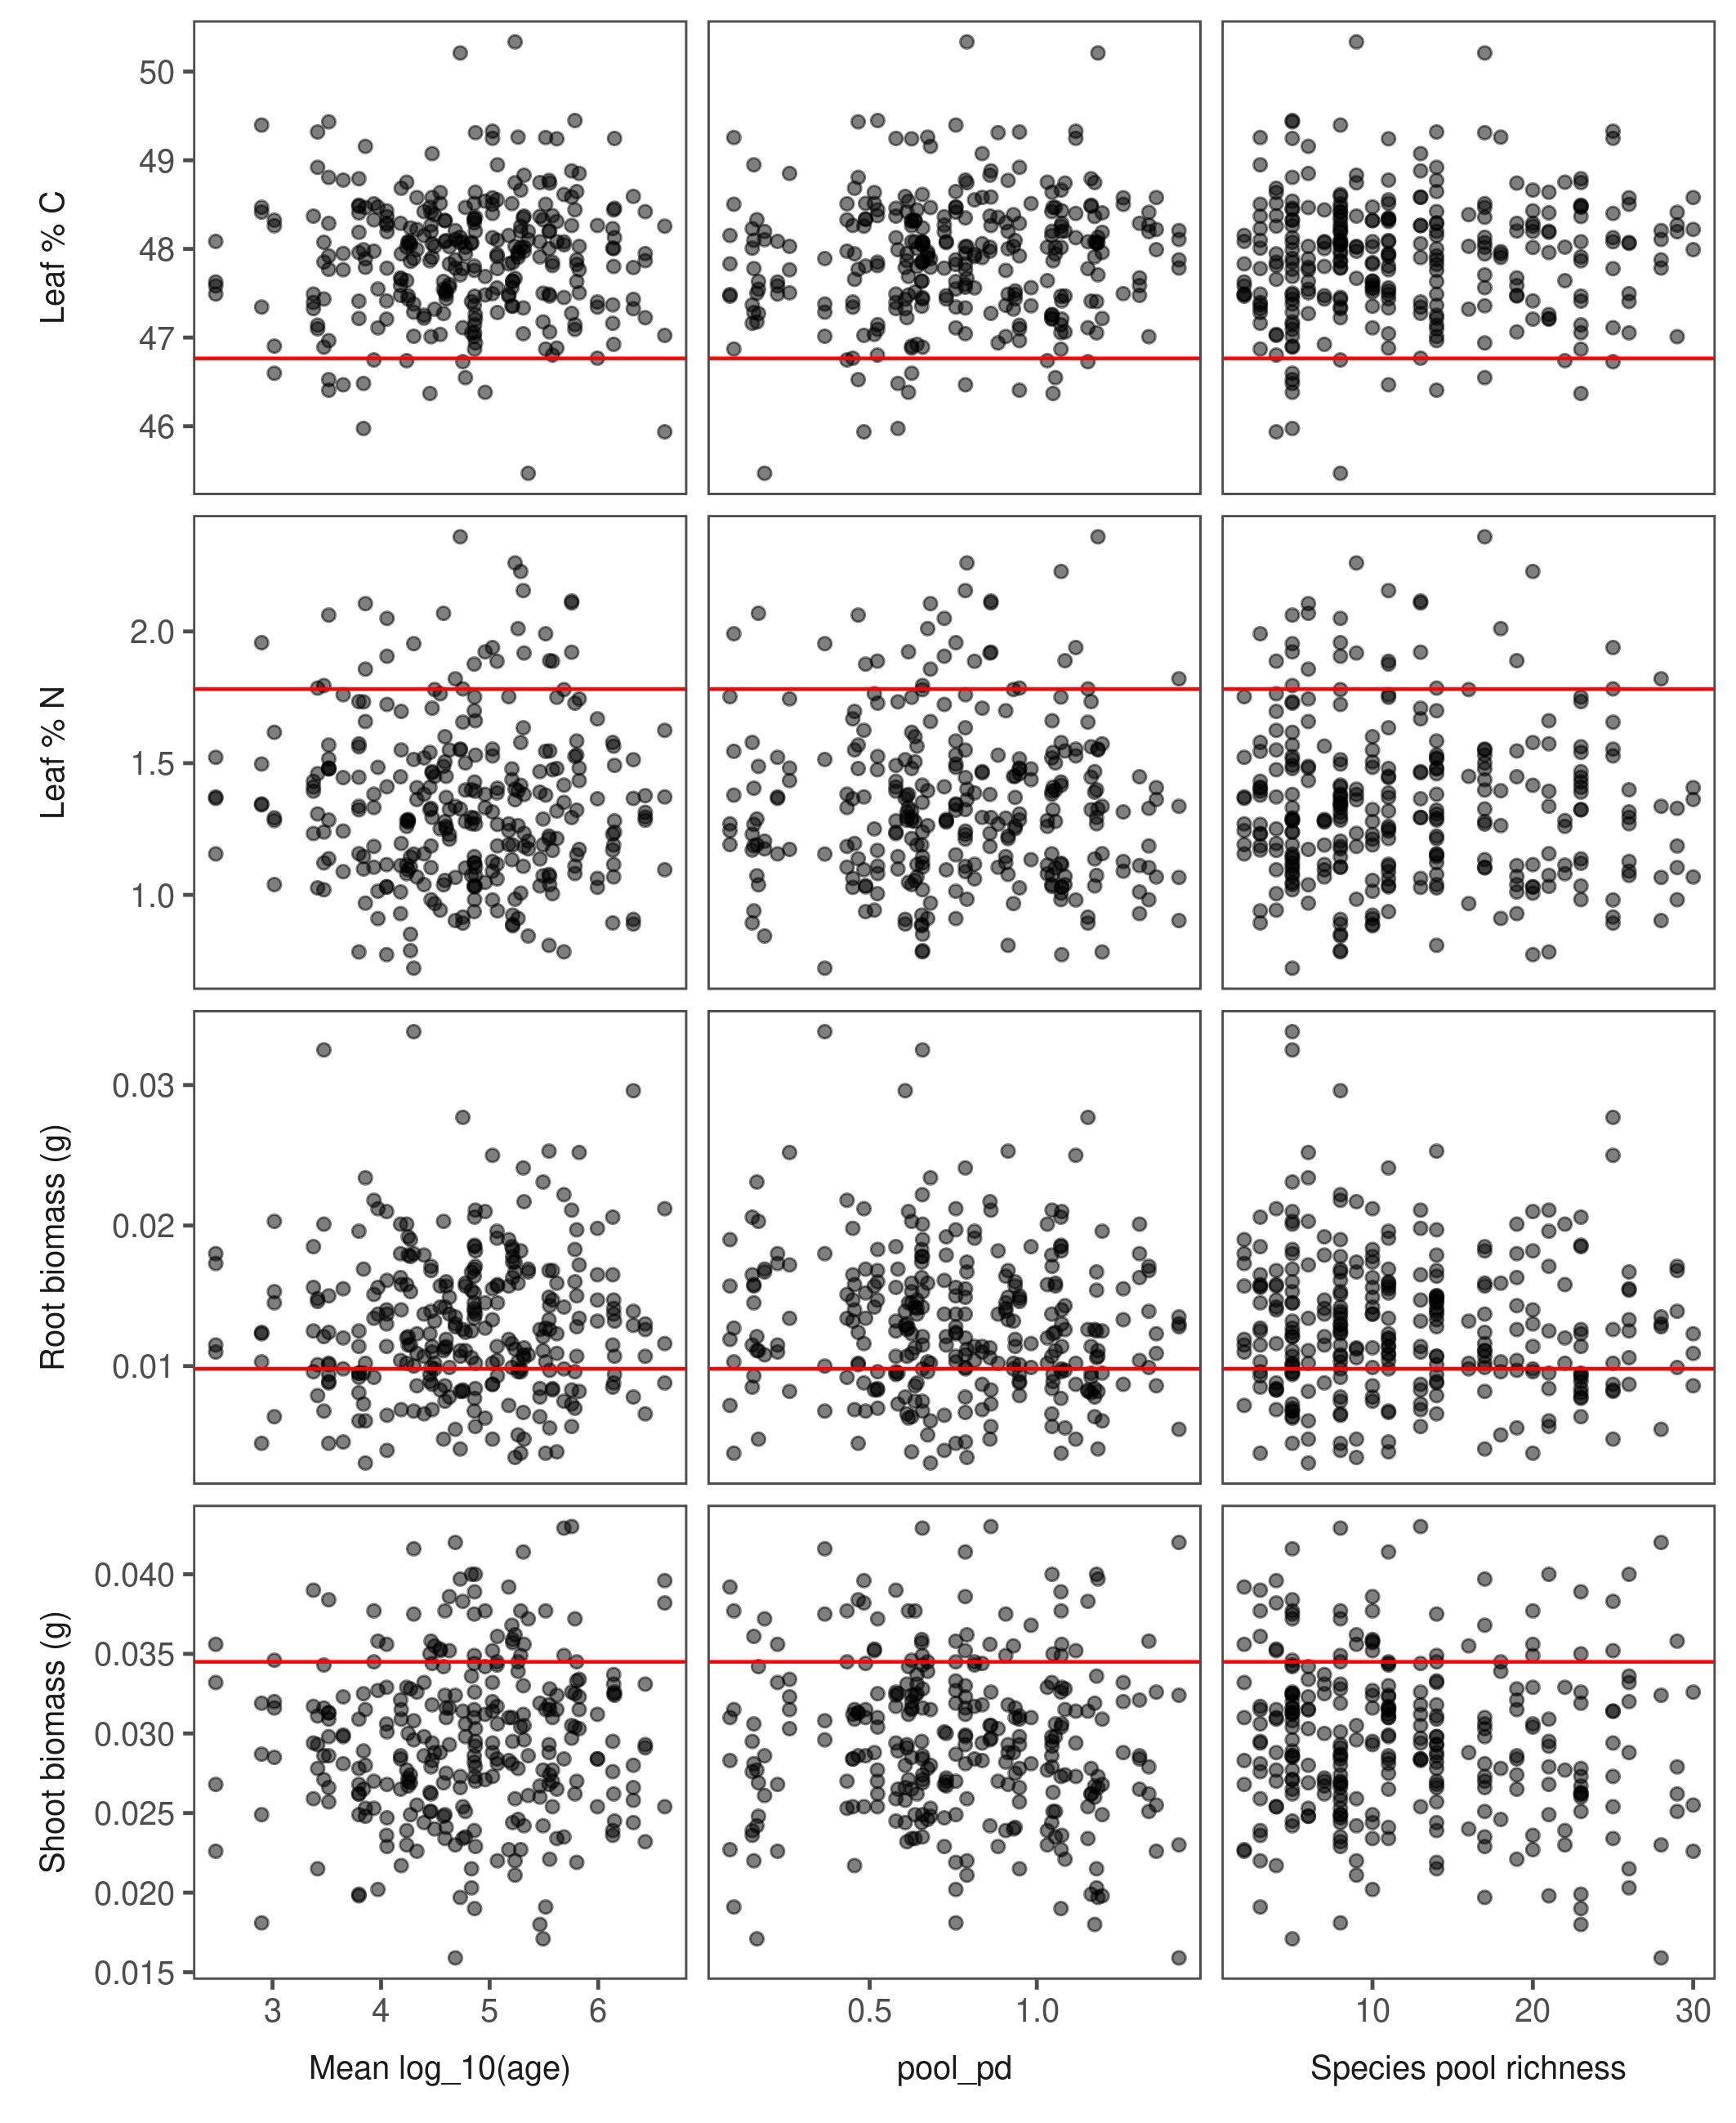 Leaf % C
50
49
48
47
46
Leaf % N
2.0
1.5
1.0
Root biomass (g)
0.03
0.02
0.01
Shoot biomass (g)
0.040
0.035
0.030
0.025
0.020
0.015
3 4 5 6
0.5 1.0
10 20 30
Mean log_10(age)
pool_pd
Species pool richness